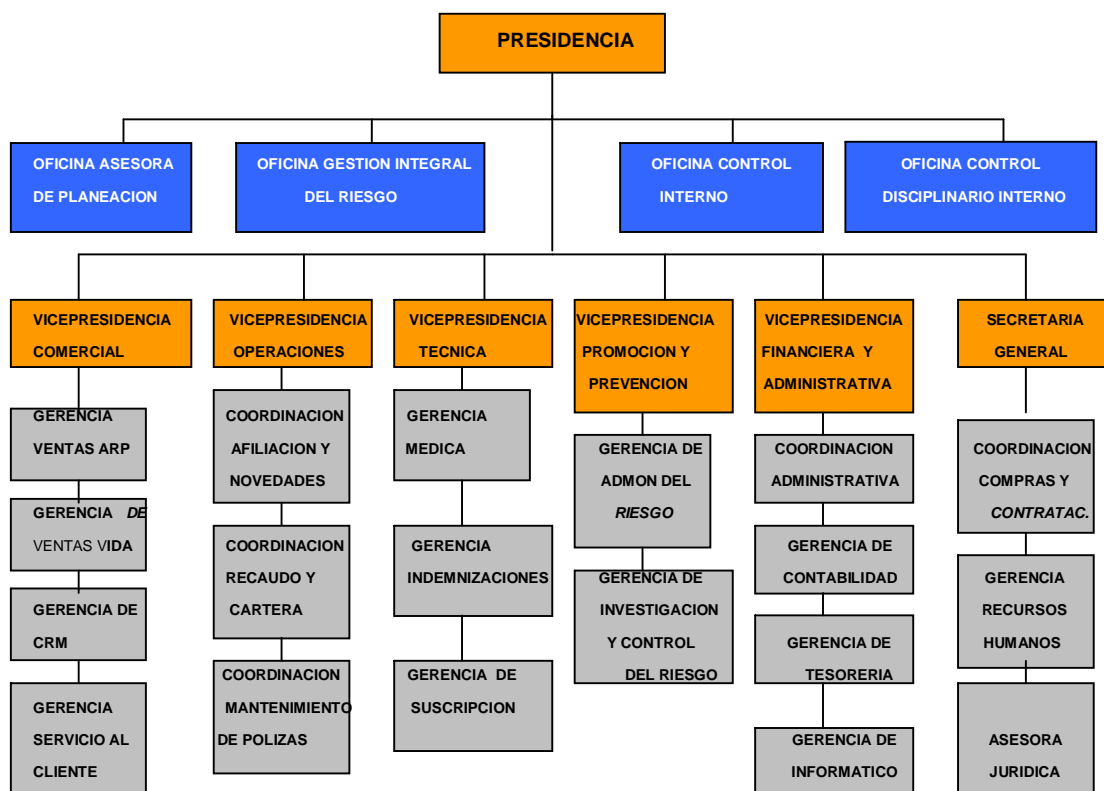 PRESIDENCIA
OFICINA ASESORA
DE PLANEACION
OFICINA GESTION INTEGRAL
DEL RIESGO
OFICINA CONTROL
INTERNO
OFICINA CONTROL
DISCIPLINARIO INTERNO
VICEPRESIDENCIA
COMERCIAL
VICEPRESIDENCIA
OPERACIONES
VICEPRESIDENCIA
TECNICA
VICEPRESIDENCIA
PROMOCION Y
PREVENCION
VICEPRESIDENCIA
FINANCIERA Y
ADMINISTRATIVA
SECRETARIA
GENERAL
GERENCIA
VENTAS ARP
GERENCIA DE
VENTAS VIDA
GERENCIA DE
CRM
GERENCIA
SERVICIO AL
CLIENTE
COORDINACION
AFILIACION Y
NOVEDADES
COORDINACION
RECAUDO Y
CARTERA
COORDINACION
MANTENIMIENTO
DE POLIZAS
GERENCIA
MEDICA
GERENCIA
INDEMNIZACIONES
GERENCIA DE
SUSCRIPCION
GERENCIA DE
ADMON DEL
RIESGO
GERENCIA DE
INVESTIGACION
Y CONTROL
DEL RIESGO
COORDINACION
ADMINISTRATIVA
GERENCIA DE
CONTABILIDAD
GERENCIA DE
TESORERIA
GERENCIA DE
INFORMATICO
COORDINACION
COMPRAS Y
CONTRATAC.
GERENCIA
RECURSOS
HUMANOS
ASESORA
JURIDICA